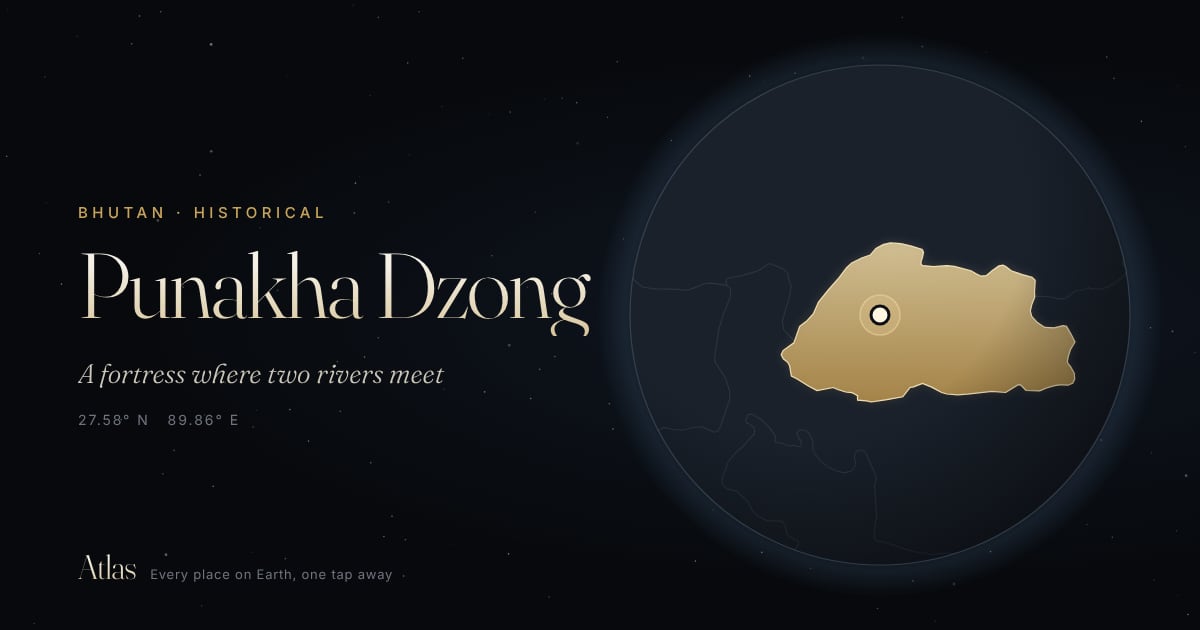 BHUTAN · HISTORICAL
Punakha Dzong
A fortress where two rivers meet
27.58° N 89.86° E
Atlas Every place on Earth, one tap away